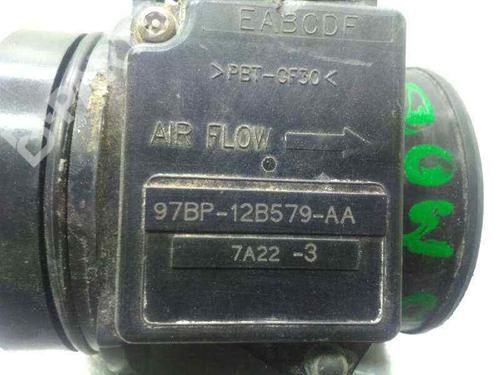 EABCDF
>PBT-GF30<
AIR FLOW
97BP-12B579-AA
7A22 -3